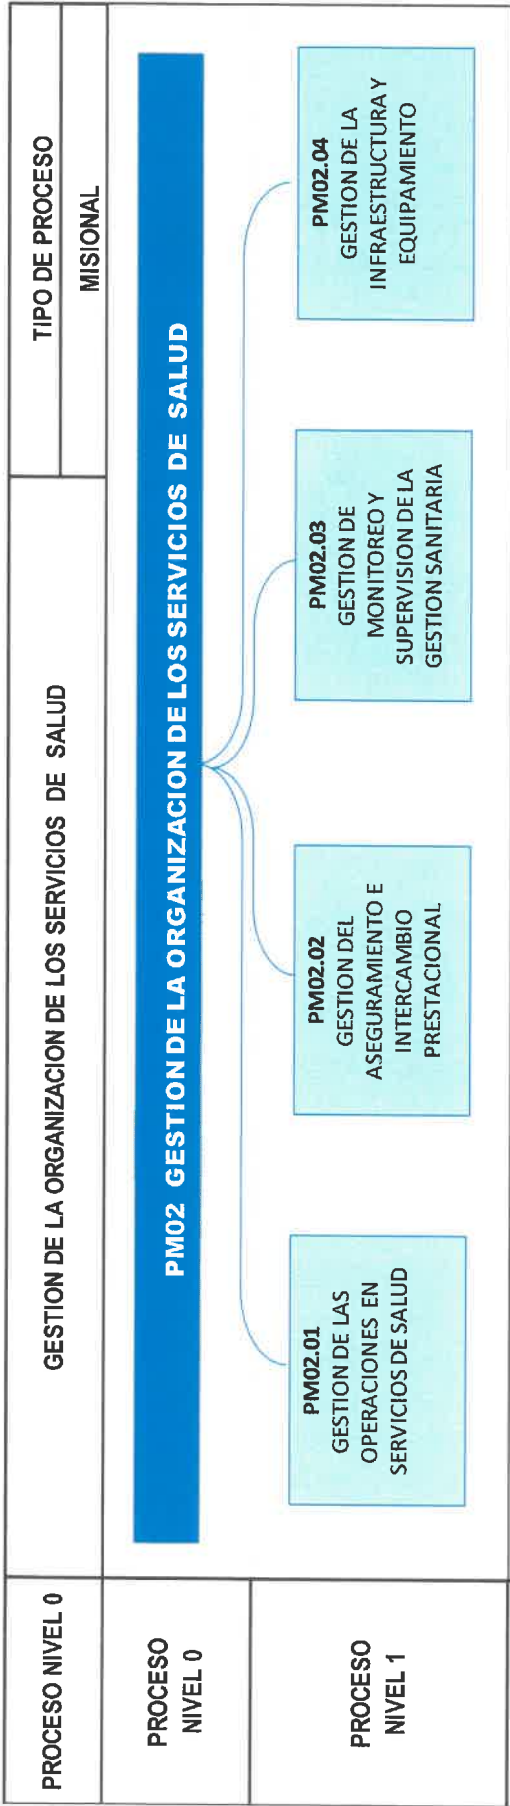 PROCESO NIVEL 0
GESTION DE LA ORGANIZACION DE LOS SERVICIOS DE SALUD
TIPO DE PROCESO
MISIONAL
PROCESO
NIVEL 0
PM02 GESTION DE LA ORGANIZACION DE LOS SERVICIOS DE SALUD
PROCESO
NIVEL 1
PM02.01
GESTION DE LAS
OPERACIONES EN
SERVICIOS DE SALUD
PM02.02
GESTION DEL
ASEGURAMIENTO E
INTERCAMBIO
PRESTACIONAL
PM02.03
GESTION DE
MONITOREO Y
SUPERVISION DE LA
GESTION SANITARIA
PM02.04
GESTION DE LA
INFRAESTRUCTURA Y
EQUIPAMIENTO